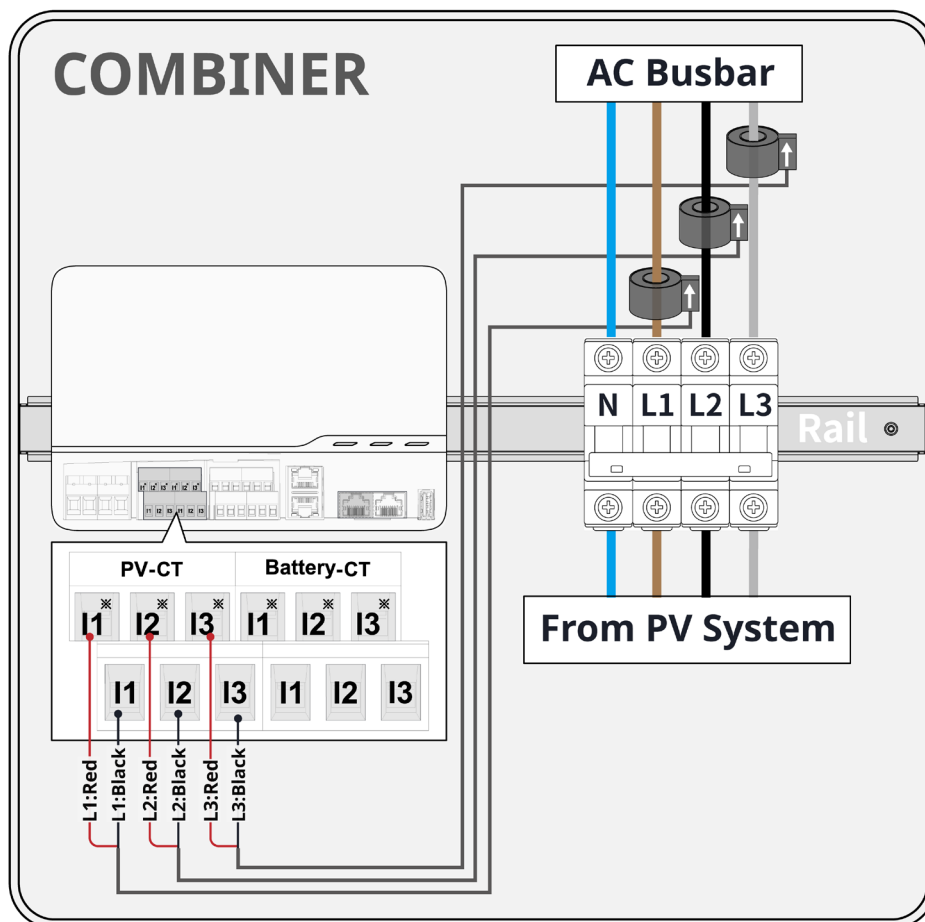 COMBINER
AC Busbar
N L1 L2 L3
Rail
PV-CT Battery-CT
I1※ I2※ I3※ I1※ I2※ I3※
I1 I2 I3 I1 I2 I3
L1:Red
L1:Black
L2:Red
L2:Black
L3:Red
L3:Black
From PV System